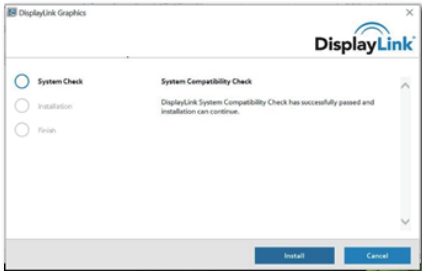 DisplayLink Graphics
DisplayLink
System Check
System Compatibility Check
DisplayLink System Compatibility Check has successfully passed and
installation can continue.
Installation
Finish
Install
Cancel